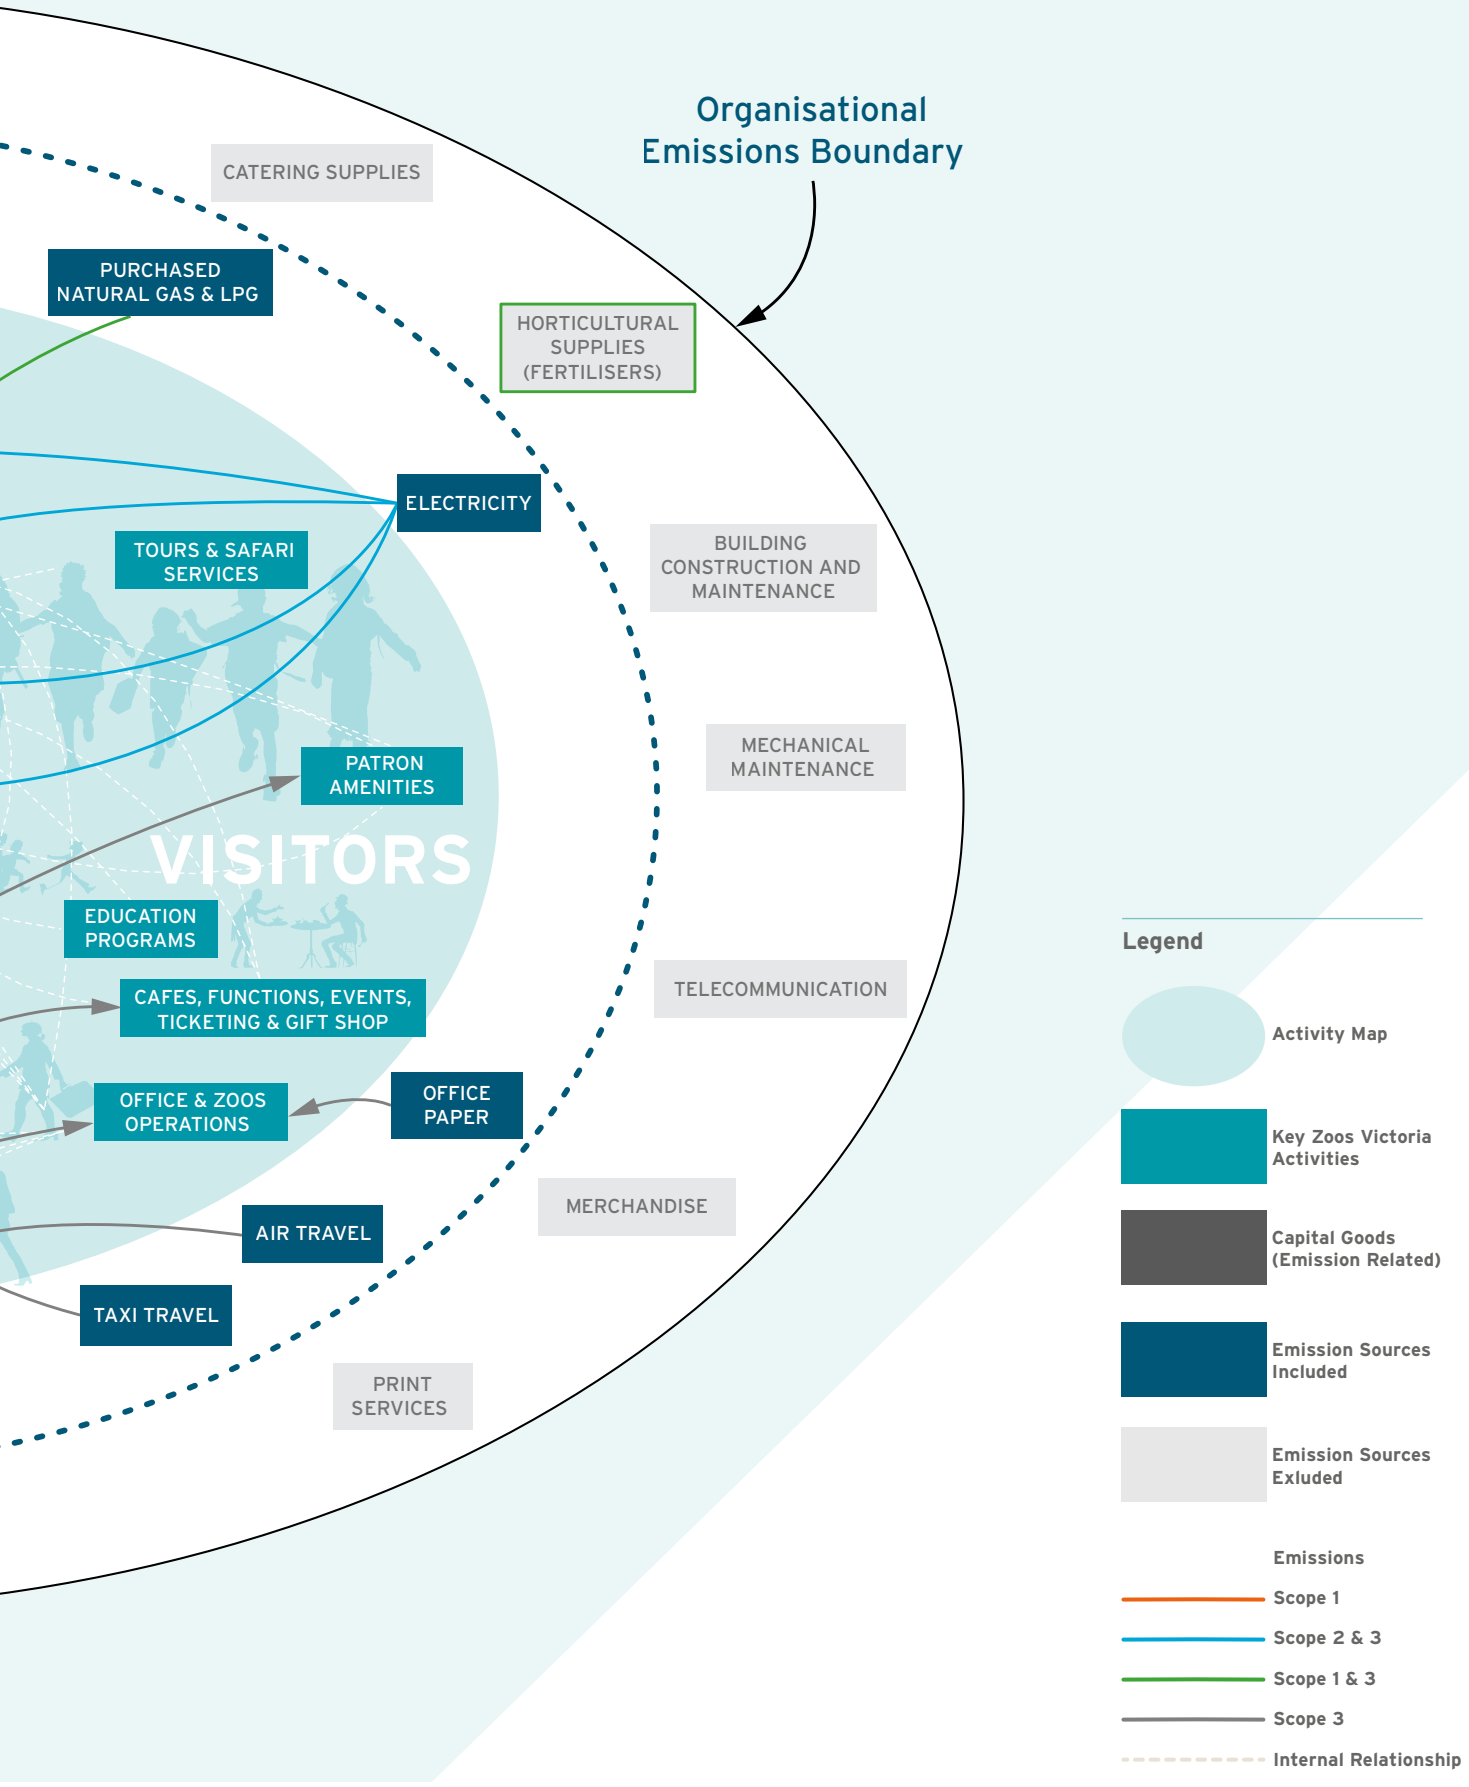 Organisational
Emissions Boundary
CATERING SUPPLIES
PURCHASED
NATURAL GAS & LPG
HORTICULTURAL
SUPPLIES
(FERTILISERS)
ELECTRICITY
TOURS & SAFARI
SERVICES
BUILDING
CONSTRUCTION AND
MAINTENANCE
MECHANICAL
MAINTENANCE
PATRON
AMENITIES
VISITORS
EDUCATION
PROGRAMS
TELECOMMUNICATION
CAFES, FUNCTIONS, EVENTS,
TICKETING & GIFT SHOP
OFFICE & ZOOS
OPERATIONS
OFFICE
PAPER
MERCHANDISE
AIR TRAVEL
TAXI TRAVEL
PRINT
SERVICES
Legend
Activity Map
Key Zoos Victoria
Activities
Capital Goods
(Emission Related)
Emission Sources
Included
Emission Sources
Exluded
Emissions
Scope 1
Scope 2 & 3
Scope 1 & 3
Scope 3
Internal Relationship